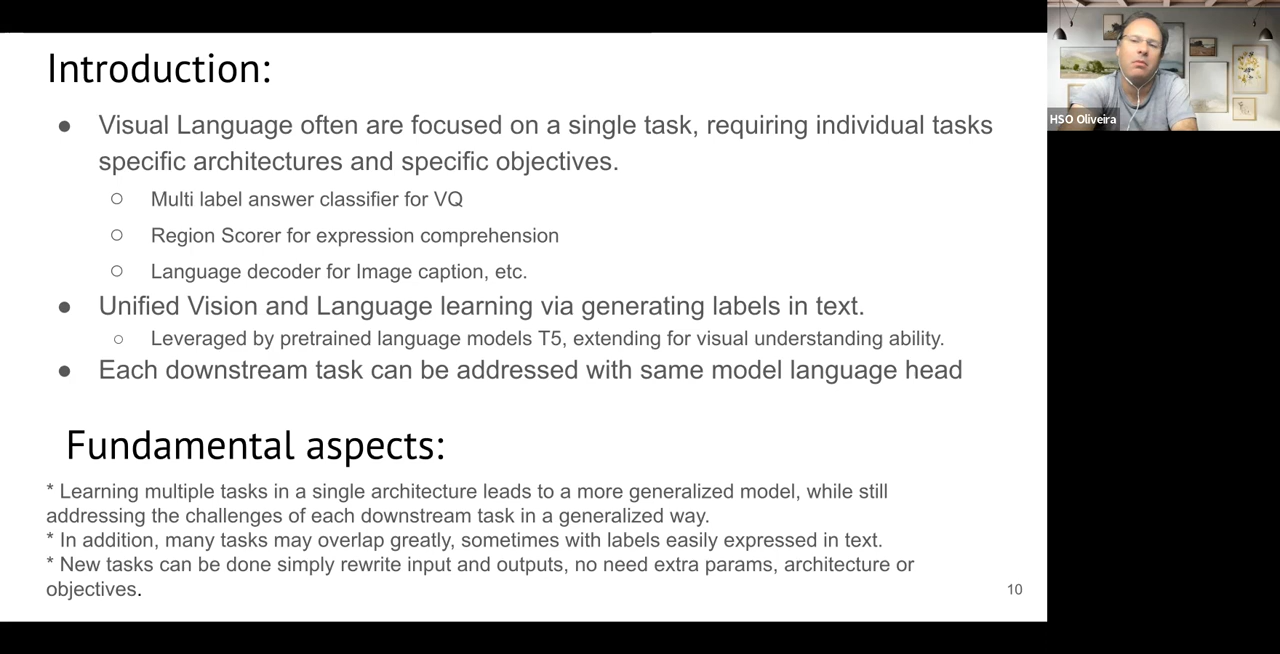 Introduction:
● Visual Language often are focused on a single task, requiring individual tasks
specific architectures and specific objectives.
○ Multi label answer classifier for VQ
○ Region Scorer for expression comprehension
○ Language decoder for Image caption, etc.
● Unified Vision and Language learning via generating labels in text.
○ Leveraged by pretrained language models T5, extending for visual understanding ability.
● Each downstream task can be addressed with same model language head
Fundamental aspects:
* Learning multiple tasks in a single architecture leads to a more generalized model, while still
addressing the challenges of each downstream task in a generalized way.
* In addition, many tasks may overlap greatly, sometimes with labels easily expressed in text.
* New tasks can be done simply rewrite input and outputs, no need extra params, architecture or
objectives.
10
HSO Oliveira